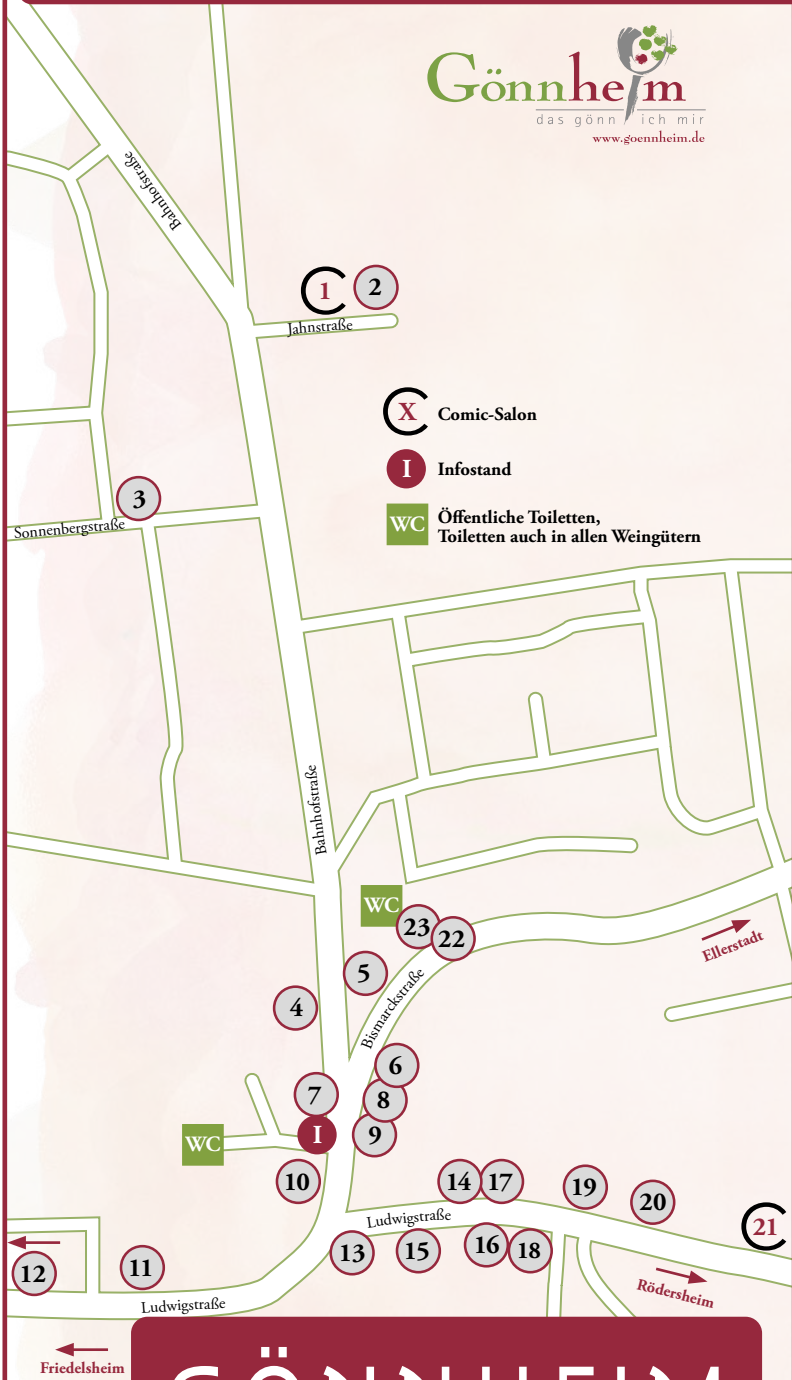 Gönnheim
das gönn ich mir
www.goennheim.de
Bahnhofstraße
1
2
Jahnstraße
X Comic-Salon
I Infostand
WC Öffentliche Toiletten,
Toiletten auch in allen Weingütern
3
Sonnenbergstraße
Bahnhofstraße
WC
23
22
Ellerstadt
5
4
Bismarckstraße
6
7
8
WC
I
9
10
14
17
19
20
21
Ludwigstraße
13
15
16
18
12
11
Rödersheim
Ludwigstraße
Friedelsheim
GÖNNHEIM